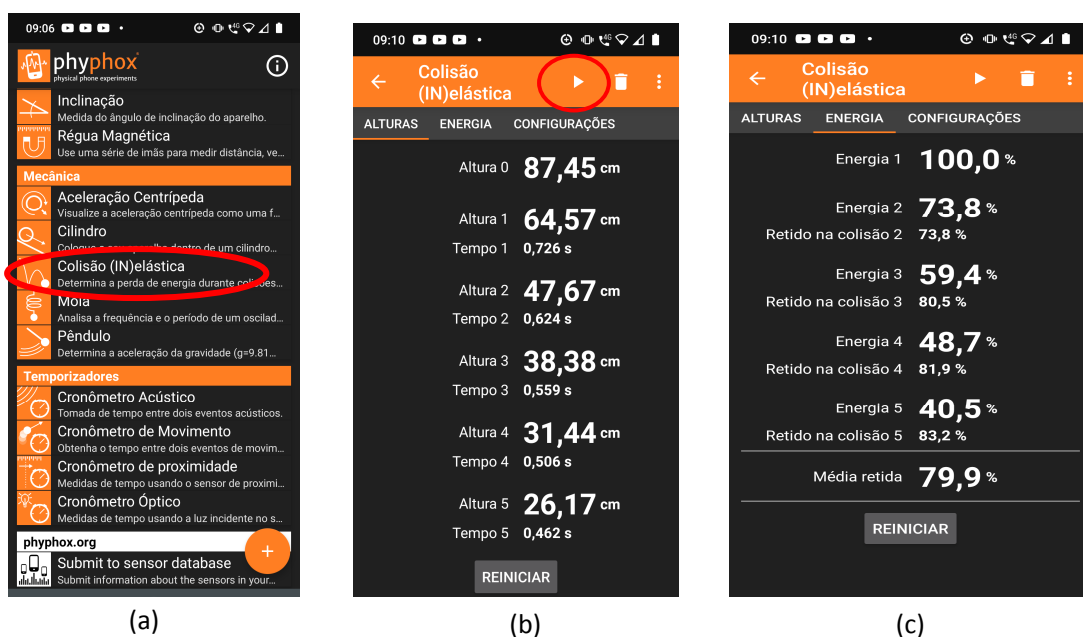 09:06
phyphox
physical phone experiments
Inclinação
Medida do ângulo de inclinação do aparelho.
Régua Magnética
Use uma série de imãs para medir distância, ve...
Mecânica
Aceleração Centrípeda
Visualize a aceleração centrípeda como uma f...
Cilindro
Coloque o seu aparelho dentro de um cilindro...
Colisão (IN)elástica
Determina a perda de energia durante colisões...
Mola
Analisa a frequência e o período de um oscilad...
Pêndulo
Determina a aceleração da gravidade (g=9.81...
Temporizadores
Cronômetro Acústico
Tomada de tempo entre dois eventos acústicos.
Cronômetro de Movimento
Obtenha o tempo entre dois eventos de movim...
Cronômetro de proximidade
Medidas de tempo usando o sensor de proximi...
Cronômetro Óptico
Medidas de tempo usando a luz incidente no s...
phyphox.org
+
Submit to sensor database
Submit information about the sensors in your...
(a)
09:10 4G
Colisão
(IN)elástica
ALTURAS ENERGIA CONFIGURAÇÕES
Altura 0 87,45 cm
Altura 1 64,57 cm
Tempo 1 0,726 s
Altura 2 47,67 cm
Tempo 2 0,624 s
Altura 3 38,38 cm
Tempo 3 0,559 s
Altura 4 31,44 cm
Tempo 4 0,506 s
Altura 5 26,17 cm
Tempo 5 0,462 s
REINICIAR
(b)
09:10 4G
Colisão
(IN)elástica
ALTURAS ENERGIA CONFIGURAÇÕES
Energia 1 100,0 %
Energia 2 73,8 %
Retido na colisão 2 73,8 %
Energia 3 59,4 %
Retido na colisão 3 80,5 %
Energia 4 48,7 %
Retido na colisão 4 81,9 %
Energia 5 40,5 %
Retido na colisão 5 83,2 %
Média retida 79,9 %
REINICIAR
(c)